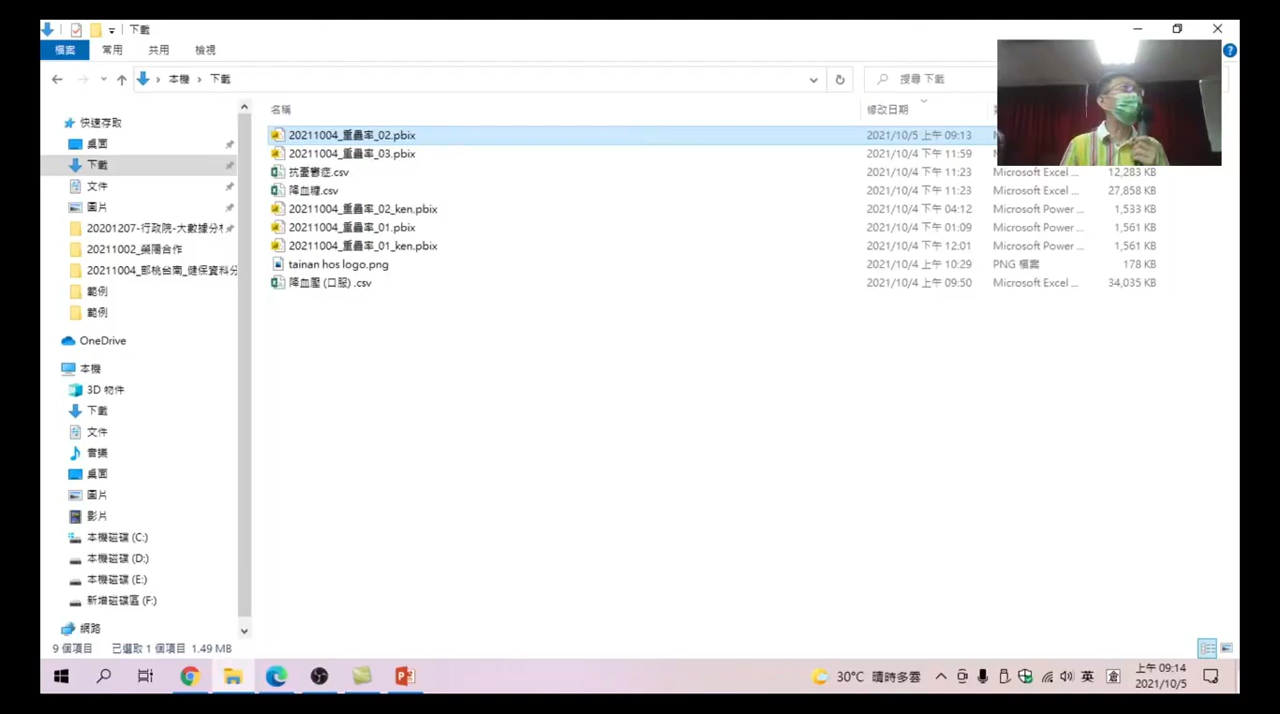 下載
檔案 常用 共用 檢視
本機 › 下載
搜尋 下載
名稱 修改日期
快速存取
桌面
下載
文件
圖片
20201207-行政院-大數據分
20211002_榮陽合作
20211004_部桃台南_健保資料分
範例
範例
OneDrive
本機
3D 物件
下載
文件
音樂
桌面
圖片
影片
本機磁碟 (C:)
本機磁碟 (D:)
本機磁碟 (E:)
新增磁碟區 (F:)
網路
20211004_重疊率_02.pbix 2021/10/5 上午 09:13
20211004_重疊率_03.pbix 2021/10/4 下午 11:59
抗憂鬱症.csv 2021/10/4 下午 11:23 Microsoft Excel ... 12,283 KB
降血糖.csv 2021/10/4 下午 11:23 Microsoft Excel ... 27,858 KB
20211004_重疊率_02_ken.pbix 2021/10/4 下午 04:12 Microsoft Power ... 1,533 KB
20211004_重疊率_01.pbix 2021/10/4 下午 01:09 Microsoft Power ... 1,561 KB
20211004_重疊率_01_ken.pbix 2021/10/4 下午 12:01 Microsoft Power ... 1,561 KB
tainan hos logo.png 2021/10/4 上午 10:29 PNG 檔案 178 KB
降血壓 (口服) .csv 2021/10/4 上午 09:50 Microsoft Excel ... 34,035 KB
9 個項目 已選取 1 個項目 1.49 MB
30°C 晴時多雲 英 倉 上午 09:14
2021/10/5